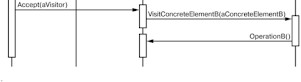 Accept(aVisitor)
VisitConcreteElementB(aConcreteElementB)
OperationB()